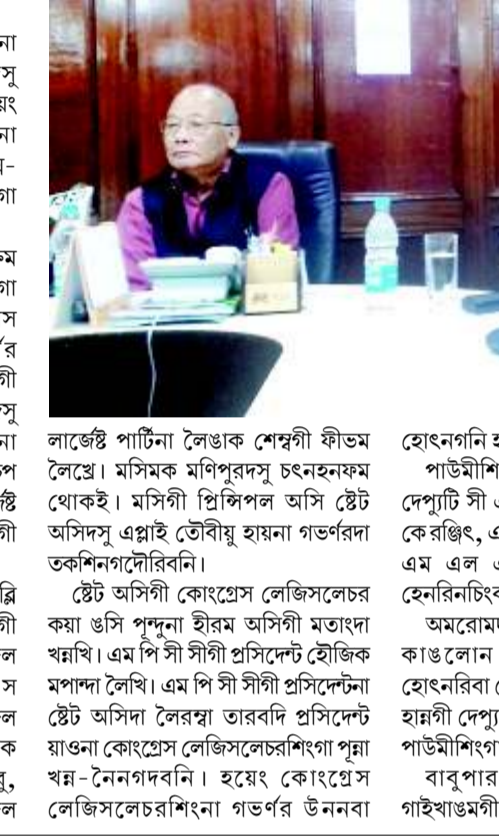 না
সু
য়ং
না
-
গা
ম
গা
স
র
গী
সু
না
প
ষ্ট
গী
ব্লি
গী
ল
স
ল
ক
বু,
ল
লার্জেষ্ট পার্টিনা লৈঙাক শেম্বগী ফীভম
লৈখ্রে। মসিমক মণিপুরদসু চৎনহনফম
থোকই। মসিগী প্রিন্সিপল অসি ষ্টেট
অসিদসু এপ্লাই তৌবীয়ু হায়না গভর্ণরদা
তকশিনগদৌরিবনি।
ষ্টেট অসিগী কোংগ্রেস লেজিসলেচর
কয়া ঙসি পূন্দুনা হীরম অসিগী মতাংদা
খন্নখি। এম পি সী সীগী প্রসিদেন্ট হৌজিক
মপান্দা লৈখি। এম পি সী সীগী প্রসিদেন্টনা
ষ্টেট অসিদা লৈরম্বা তারবদি প্রসিদেন্ট
য়াওনা কোংগ্রেস লেজিসলেচরশিংগা পূন্না
খন্ন-নৈনগদবনি। হয়েং কোংগ্রেস
লেজিসলেচরশিংনা গভর্ণর উননবা
হোৎনগনি হ
পাউমীশি
দেপ্যুটি সী এ
কে রঞ্জিৎ, এ
এম এল এ
হেনরিনচিংব
অমরোমদ
কাঙলোন
হোৎনরিবা
হান্নগী দেপ্যু
পাউমীশিংগা
বাবুপার
গাইখাঙমগী